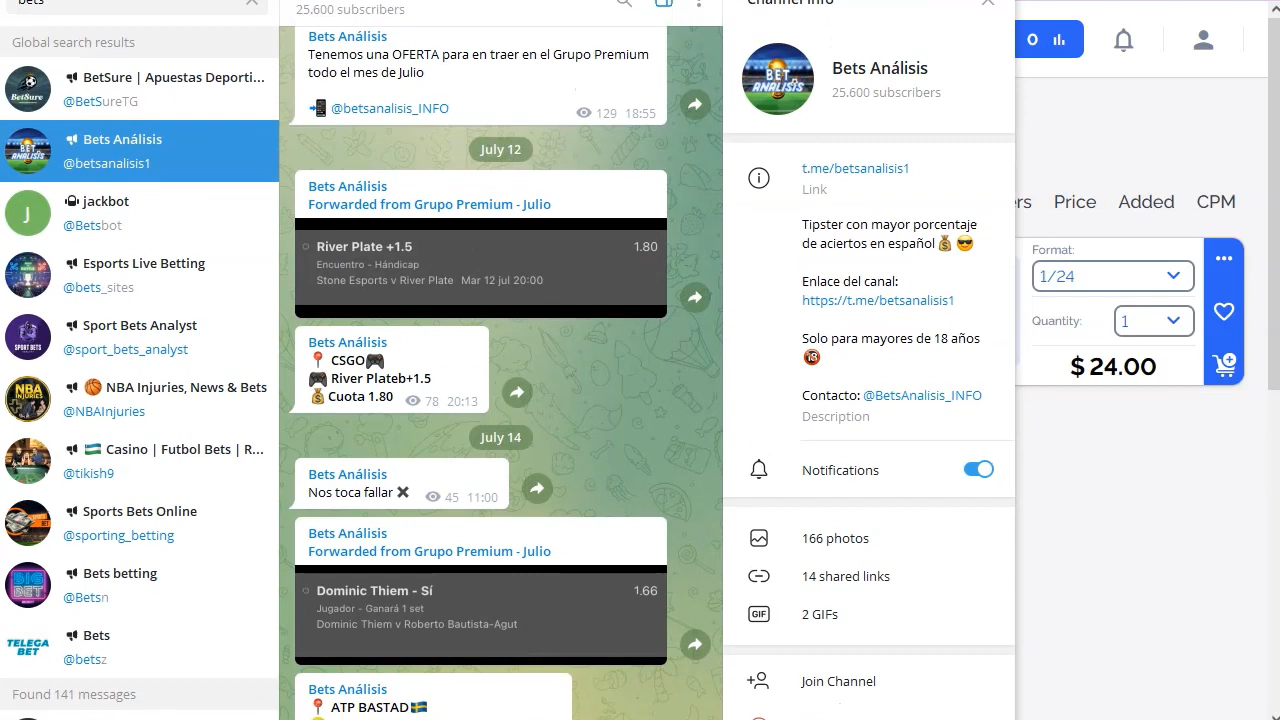 bets
Global search results
BetSure | Apuestas Deporti...
@BetSureTG
Bets Análisis
@betsanalisis1
jackbot
@Betsbot
Esports Live Betting
@bets_sites
Sport Bets Analyst
@sport_bets_analyst
NBA Injuries, News & Bets
@NBAInjuries
Casino | Futbol Bets | R...
@tikish9
Sports Bets Online
@sporting_betting
Bets betting
@Betsn
Bets
@betsz
Found 141 messages
25.600 subscribers
Bets Análisis
Tenemos una OFERTA para en traer en el Grupo Premium
todo el mes de Julio
📲 @betsanalisis_INFO
129 18:55
July 12
Bets Análisis
Forwarded from Grupo Premium - Julio
River Plate +1.5 1.80
Encuentro - Hándicap
Stone Esports v River Plate Mar 12 jul 20:00
Bets Análisis
📍 CSGO🎮
🎮 River Plateb+1.5
💰Cuota 1.80 78 20:13
July 14
Bets Análisis
Nos toca fallar ✖ 45 11:00
Bets Análisis
Forwarded from Grupo Premium - Julio
Dominic Thiem - Sí 1.66
Jugador - Ganará 1 set
Dominic Thiem v Roberto Bautista-Agut
Bets Análisis
📍 ATP BASTAD🇸🇪
Channel Info
Bets Análisis
25.600 subscribers
t.me/betsanalisis1
Link
Tipster con mayor porcentaje
de aciertos en español💰😎
Enlace del canal:
https://t.me/betsanalisis1
Solo para mayores de 18 años
🔞
Contacto: @BetsAnalisis_INFO
Description
Notifications
166 photos
14 shared links
GIF 2 GIFs
Join Channel
0
Price Added CPM
Format:
1/24
Quantity: 1
$ 24.00